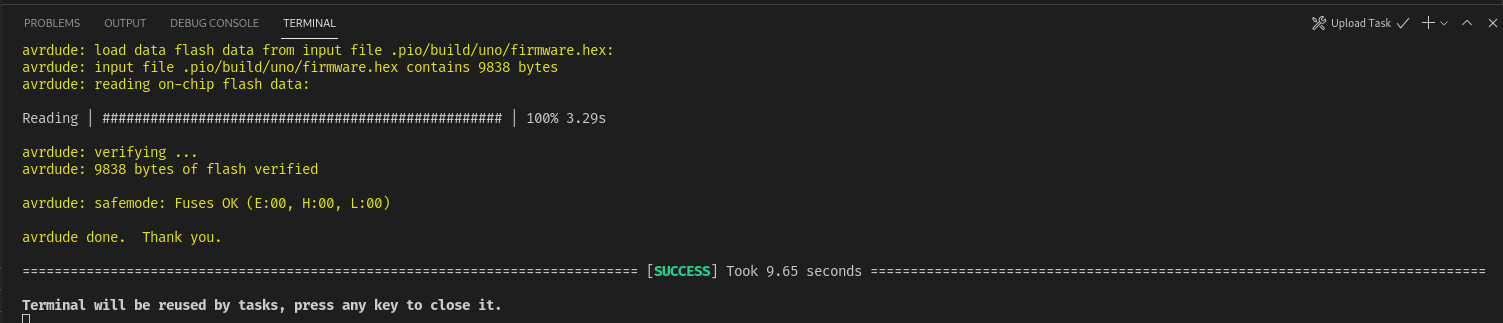 PROBLEMS OUTPUT DEBUG CONSOLE TERMINAL Upload Task
avrdude: load data flash data from input file .pio/build/uno/firmware.hex:
avrdude: input file .pio/build/uno/firmware.hex contains 9838 bytes
avrdude: reading on-chip flash data:
Reading | ################################################## | 100% 3.29s
avrdude: verifying ...
avrdude: 9838 bytes of flash verified
avrdude: safemode: Fuses OK (E:00, H:00, L:00)
avrdude done.  Thank you.
============================================================================= [SUCCESS] Took 9.65 seconds =============================================================================
Terminal will be reused by tasks, press any key to close it.